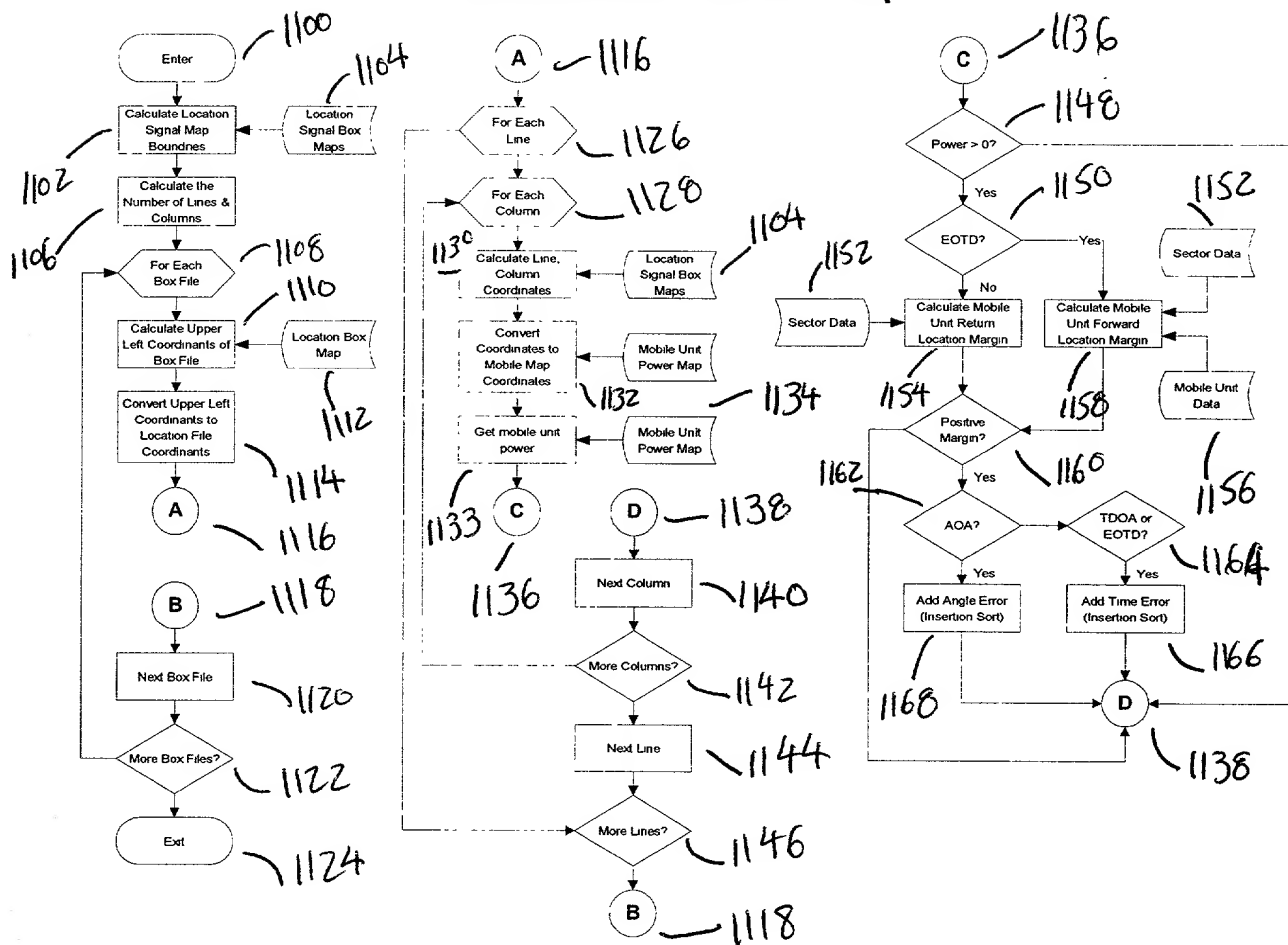 Enter
1100
Calculate Location
Signal Map
Boundries
1102
Location
Signal Box
Maps
1104
Calculate the
Number of Lines &
Columns
1106
For Each
Box File
1108
Calculate Upper
Left Coordinants of
Box File
1110
Location Box
Map
1112
Convert Upper Left
Coordinants to
Location File
Coordinants
1114
A
1116
B
1118
Next Box File
1120
More Box Files?
1122
Exit
1124
A
1116
For Each
Line
1126
For Each
Column
1128
1130
Calculate Line,
Column
Coordinates
Location
Signal Box
Maps
1104
Convert
Coordinates to
Mobile Map
Coordinates
1132
Mobile Unit
Power Map
1134
Get mobile unit
power
1133
Mobile Unit
Power Map
C
1136
D
1138
Next Column
1140
More Columns?
1142
Next Line
1144
More Lines?
1146
B
1118
C
1136
Power > 0?
1148
Yes
EOTD?
1150
Yes
No
1152
Sector Data
1152
Sector Data
Calculate Mobile
Unit Return
Location Margin
1154
Calculate Mobile
Unit Forward
Location Margin
1158
Mobile Unit
Data
1156
Positive
Margin?
1160
Yes
1162
AOA?
TDOA or
EOTD?
1164
Yes
Yes
Add Angle Error
(Insertion Sort)
1168
Add Time Error
(Insertion Sort)
1166
D
1138